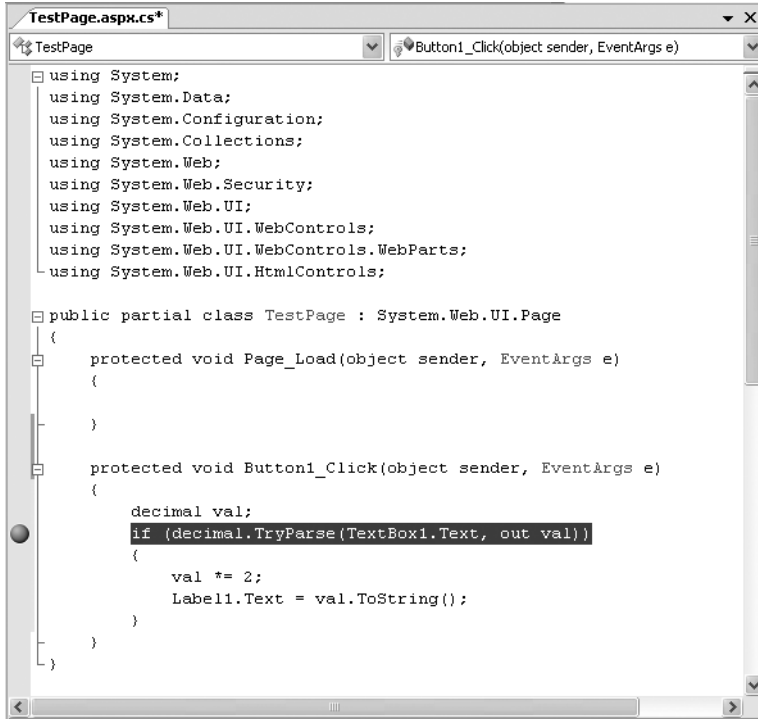 TestPage.aspx.cs*
TestPage Button1_Click(object sender, EventArgs e)
using System;
using System.Data;
using System.Configuration;
using System.Collections;
using System.Web;
using System.Web.Security;
using System.Web.UI;
using System.Web.UI.WebControls;
using System.Web.UI.WebControls.WebParts;
using System.Web.UI.HtmlControls;
public partial class TestPage : System.Web.UI.Page
{
    protected void Page_Load(object sender, EventArgs e)
    {
    }
    protected void Button1_Click(object sender, EventArgs e)
    {
        decimal val;
        if (decimal.TryParse(TextBox1.Text, out val))
        {
            val *= 2;
            Label1.Text = val.ToString();
        }
    }
}